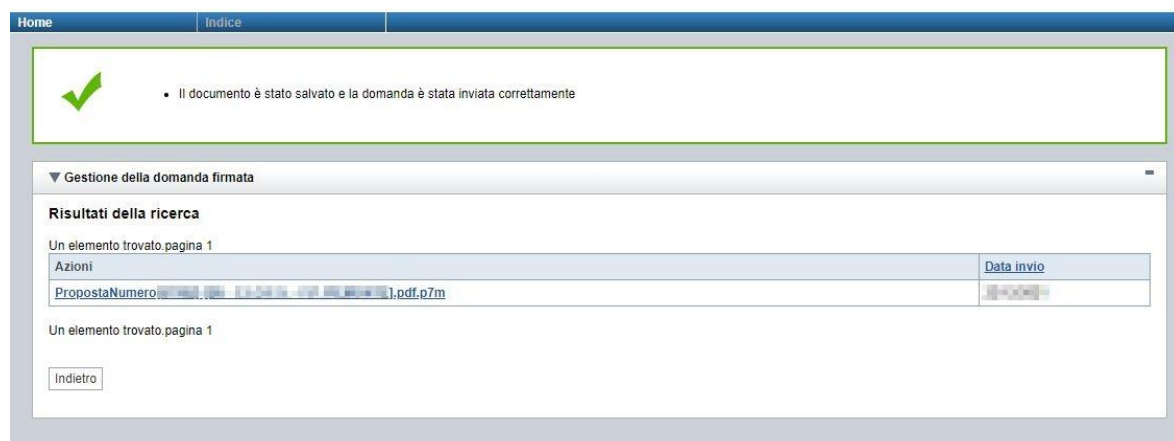 Home
Indice
• Il documento è stato salvato e la domanda è stata inviata correttamente
Gestione della domanda firmata
Risultati della ricerca
Un elemento trovato.pagina 1
Azioni
Data invio
PropostaNumero ].pdf.p7m
Un elemento trovato.pagina 1
Indietro